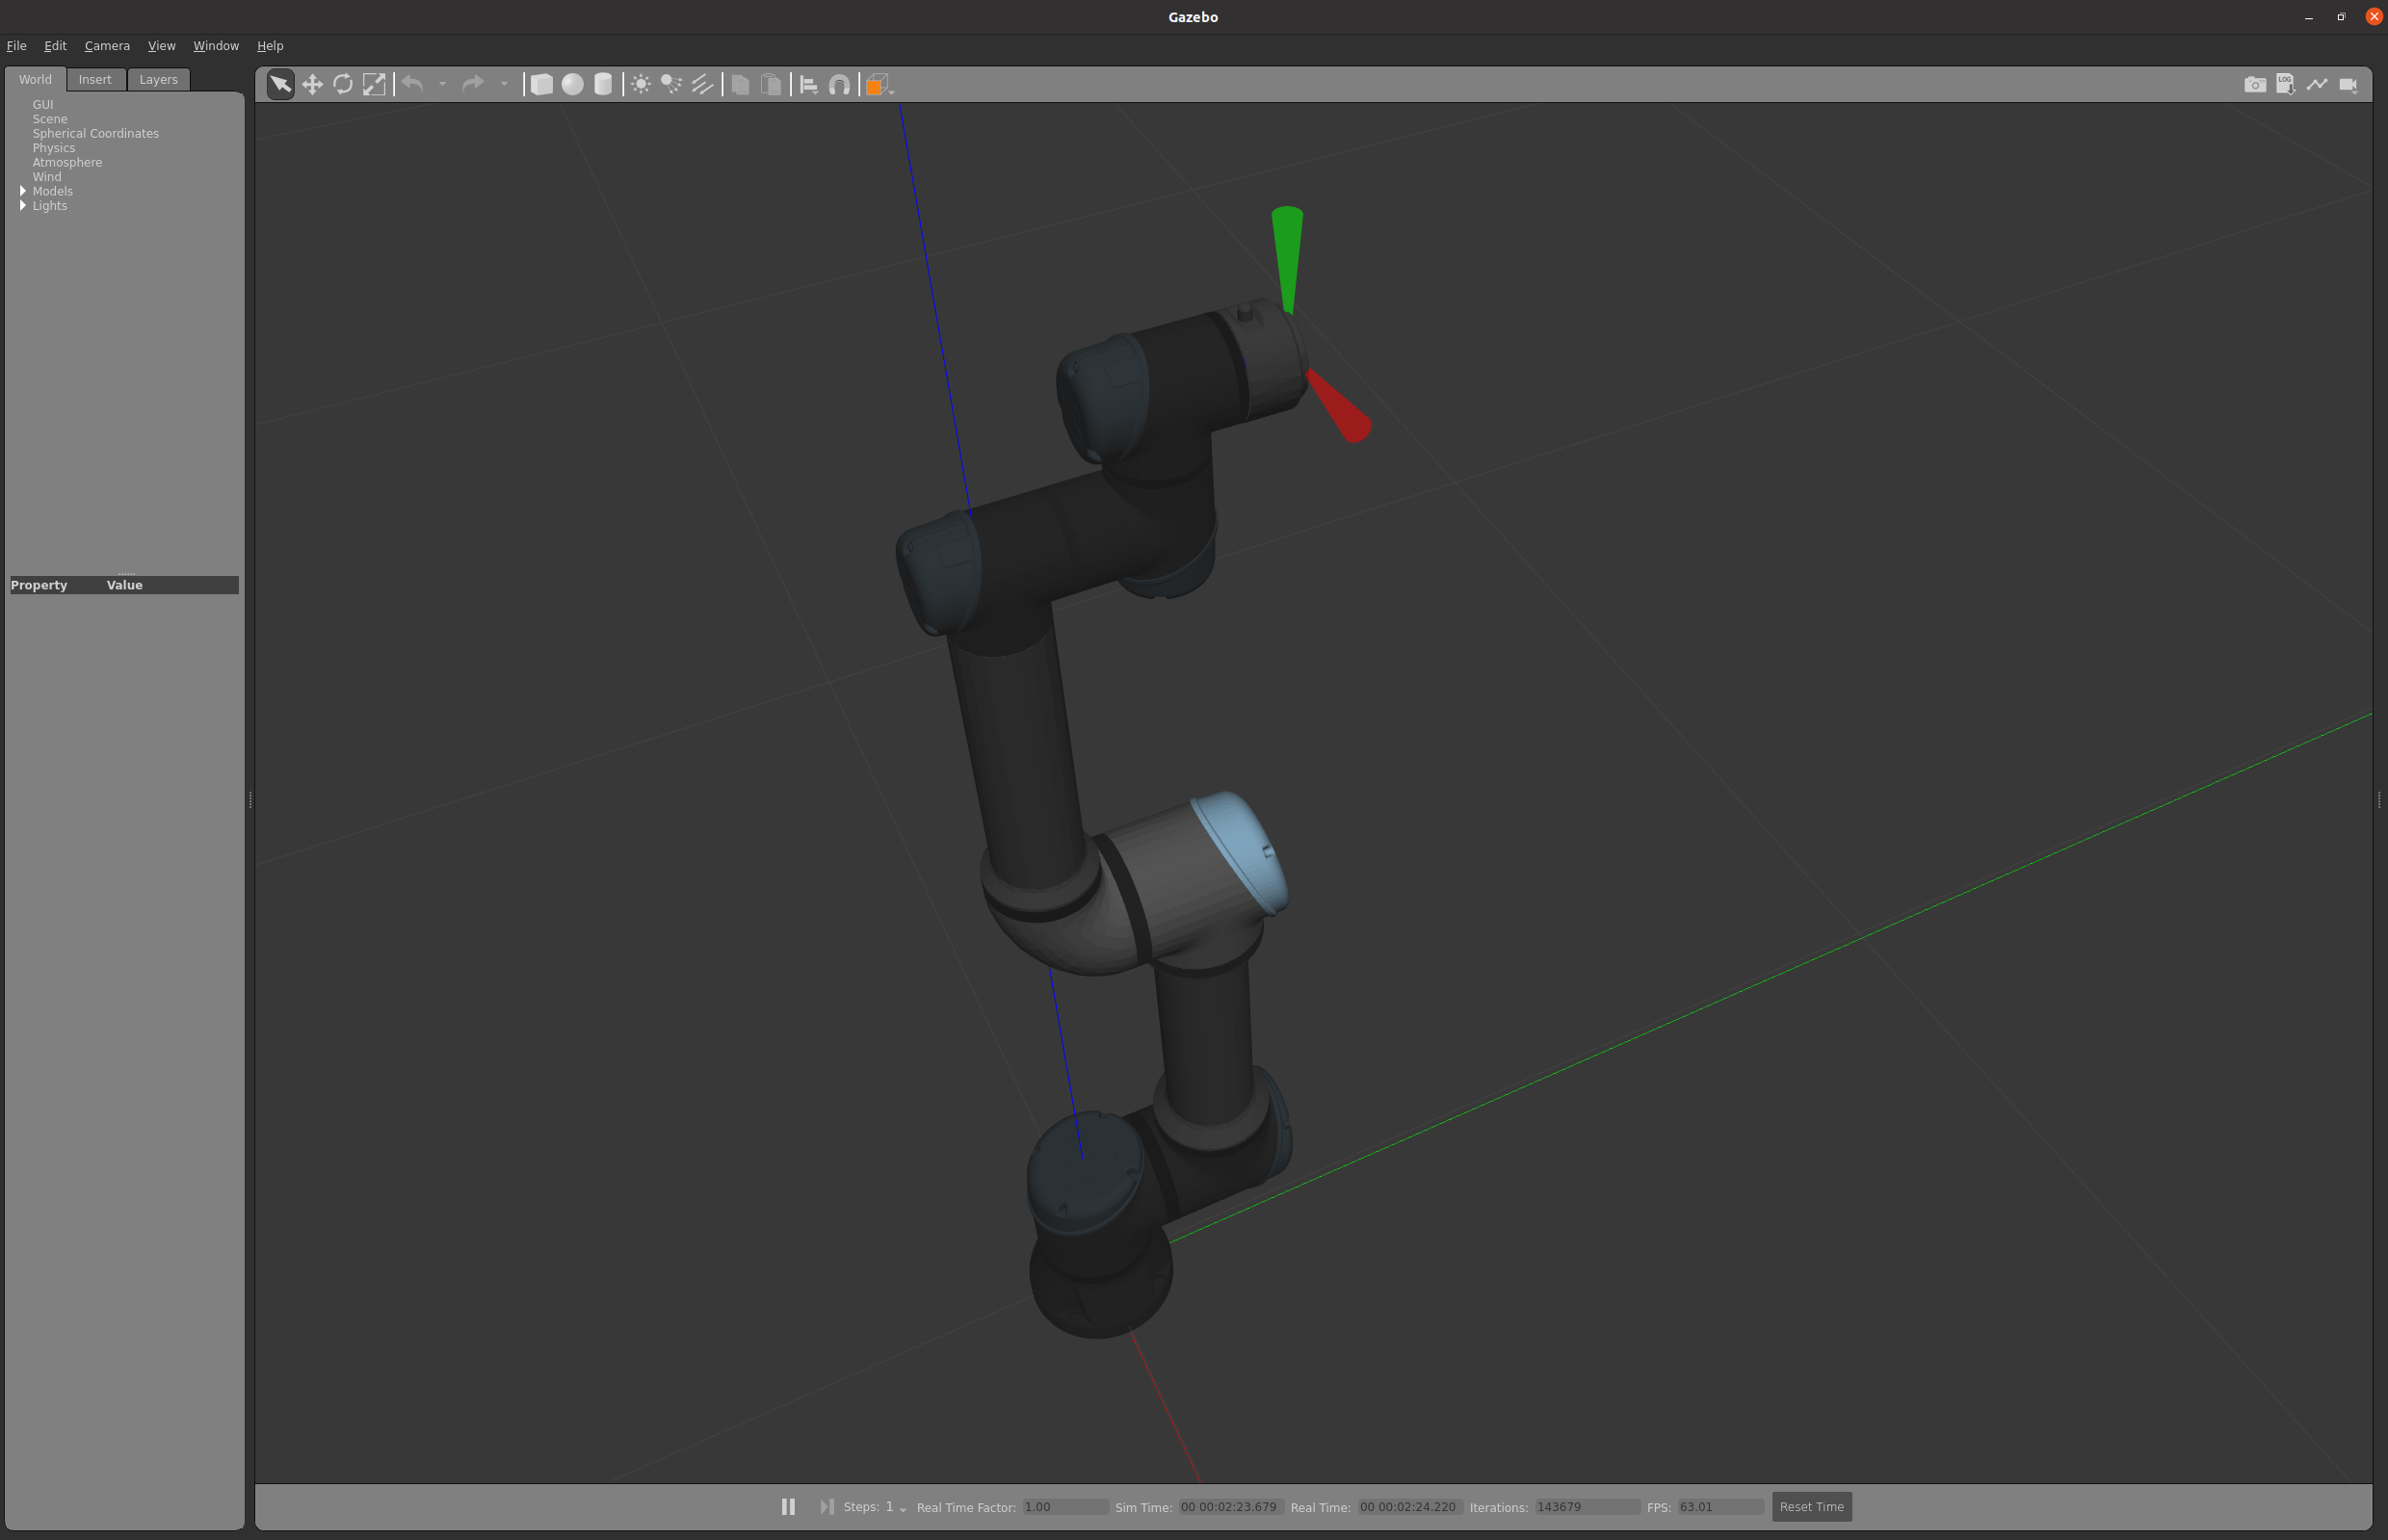 Gazebo
File Edit Camera View Window Help
World Insert Layers
LOG
GUI
Scene
Spherical Coordinates
Physics
Atmosphere
Wind
Models
Lights
Property Value
Steps: 1 Real Time Factor: 1.00 Sim Time: 00 00:02:23.679 Real Time: 00 00:02:24.220 Iterations: 143679 FPS: 63.01 Reset Time